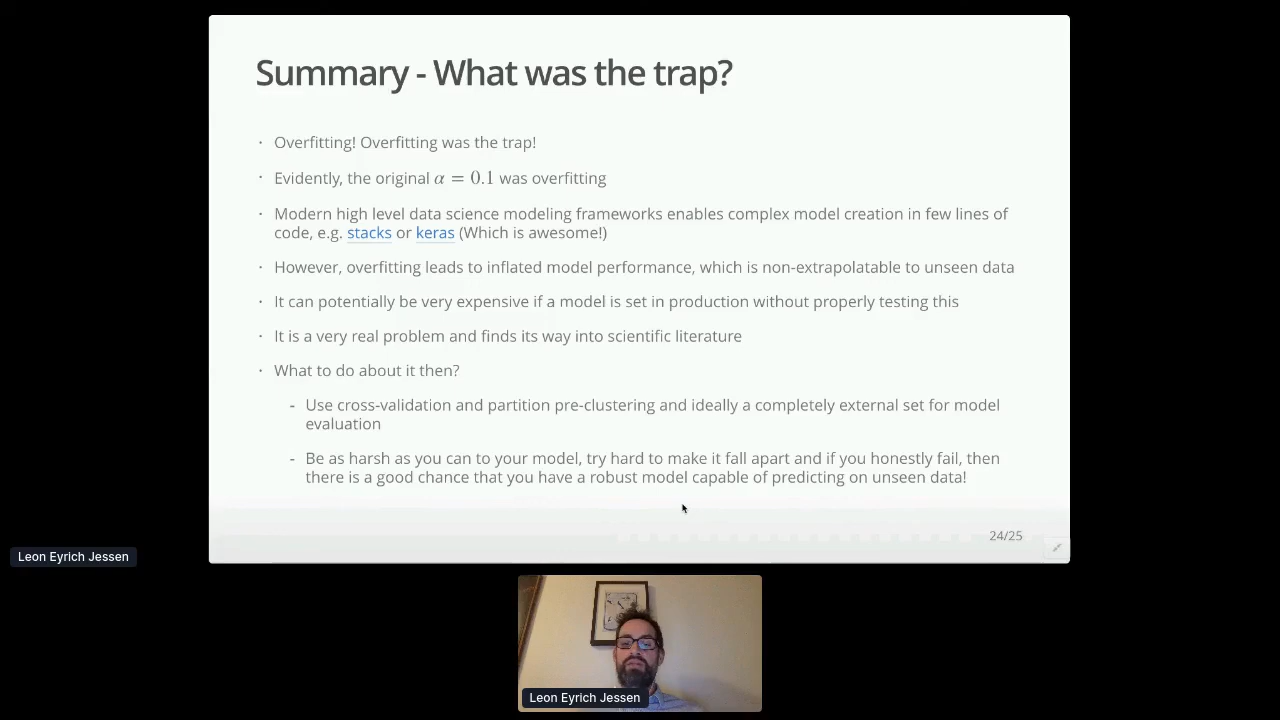 Summary - What was the trap?
· Overfitting! Overfitting was the trap!
· Evidently, the original α = 0.1 was overfitting
· Modern high level data science modeling frameworks enables complex model creation in few lines of
code, e.g. stacks or keras (Which is awesome!)
· However, overfitting leads to inflated model performance, which is non-extrapolatable to unseen data
· It can potentially be very expensive if a model is set in production without properly testing this
· It is a very real problem and finds its way into scientific literature
· What to do about it then?
- Use cross-validation and partition pre-clustering and ideally a completely external set for model
evaluation
- Be as harsh as you can to your model, try hard to make it fall apart and if you honestly fail, then
there is a good chance that you have a robust model capable of predicting on unseen data!
24/25
Leon Eyrich Jessen
Leon Eyrich Jessen